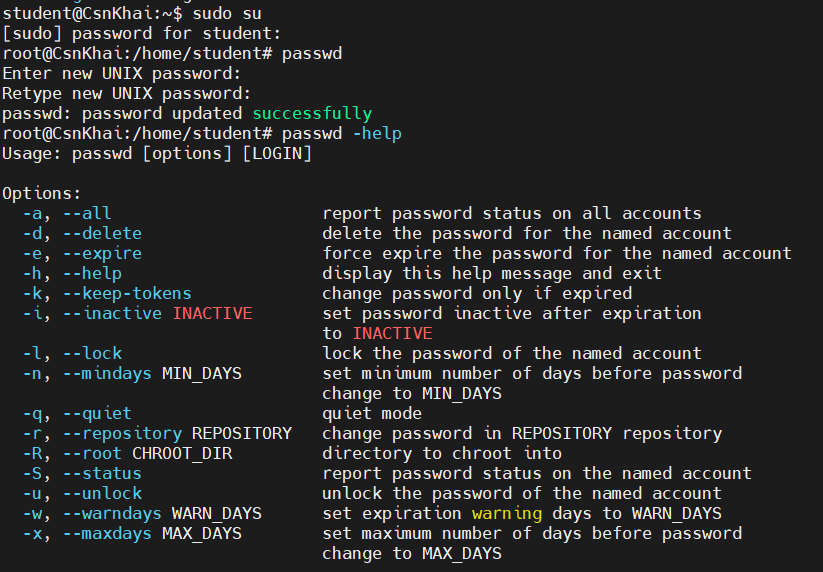 student@CsnKhai:~$ sudo su
[sudo] password for student:
root@CsnKhai:/home/student# passwd
Enter new UNIX password:
Retype new UNIX password:
passwd: password updated successfully
root@CsnKhai:/home/student# passwd -help
Usage: passwd [options] [LOGIN]

Options:
  -a, --all                     report password status on all accounts
  -d, --delete                  delete the password for the named account
  -e, --expire                  force expire the password for the named account
  -h, --help                    display this help message and exit
  -k, --keep-tokens             change password only if expired
  -i, --inactive INACTIVE       set password inactive after expiration
                                to INACTIVE
  -l, --lock                    lock the password of the named account
  -n, --mindays MIN_DAYS        set minimum number of days before password
                                change to MIN_DAYS
  -q, --quiet                   quiet mode
  -r, --repository REPOSITORY   change password in REPOSITORY repository
  -R, --root CHROOT_DIR         directory to chroot into
  -S, --status                  report password status on the named account
  -u, --unlock                  unlock the password of the named account
  -w, --warndays WARN_DAYS      set expiration warning days to WARN_DAYS
  -x, --maxdays MAX_DAYS        set maximum number of days before password
                                change to MAX_DAYS